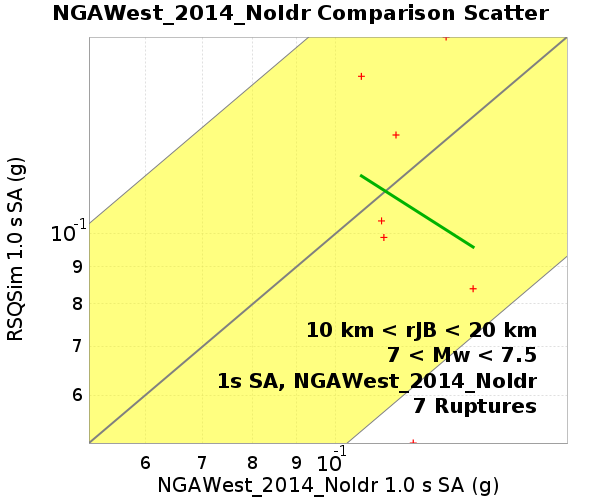 NGAWest_2014_NoIdr Comparison Scatter
RSQSim 1.0 s SA (g)
10-1
9
8
7
6
10 km < rJB < 20 km
7 < Mw < 7.5
1s SA, NGAWest_2014_NoIdr
7 Ruptures
6 7 8 9 10-1
NGAWest_2014_NoIdr 1.0 s SA (g)